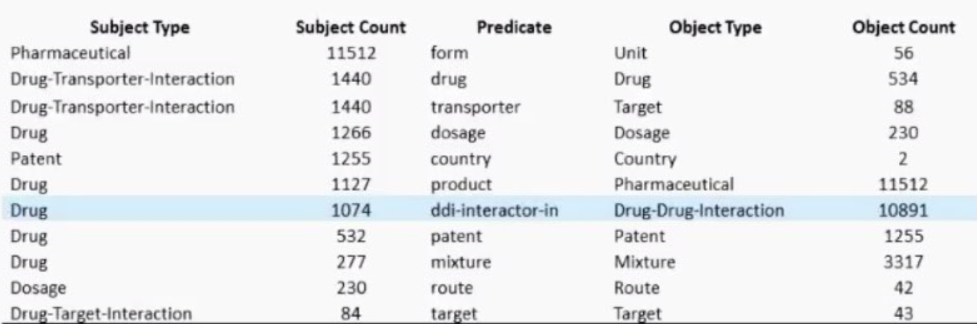 Subject Type Subject Count Predicate Object Type Object Count
Pharmaceutical 11512 form Unit 56
Drug-Transporter-Interaction 1440 drug Drug 534
Drug-Transporter-Interaction 1440 transporter Target 88
Drug 1266 dosage Dosage 230
Patent 1255 country Country 2
Drug 1127 product Pharmaceutical 11512
Drug 1074 ddi-interactor-in Drug-Drug-Interaction 10891
Drug 532 patent Patent 1255
Drug 277 mixture Mixture 3317
Dosage 230 route Route 42
Drug-Target-Interaction 84 target Target 43